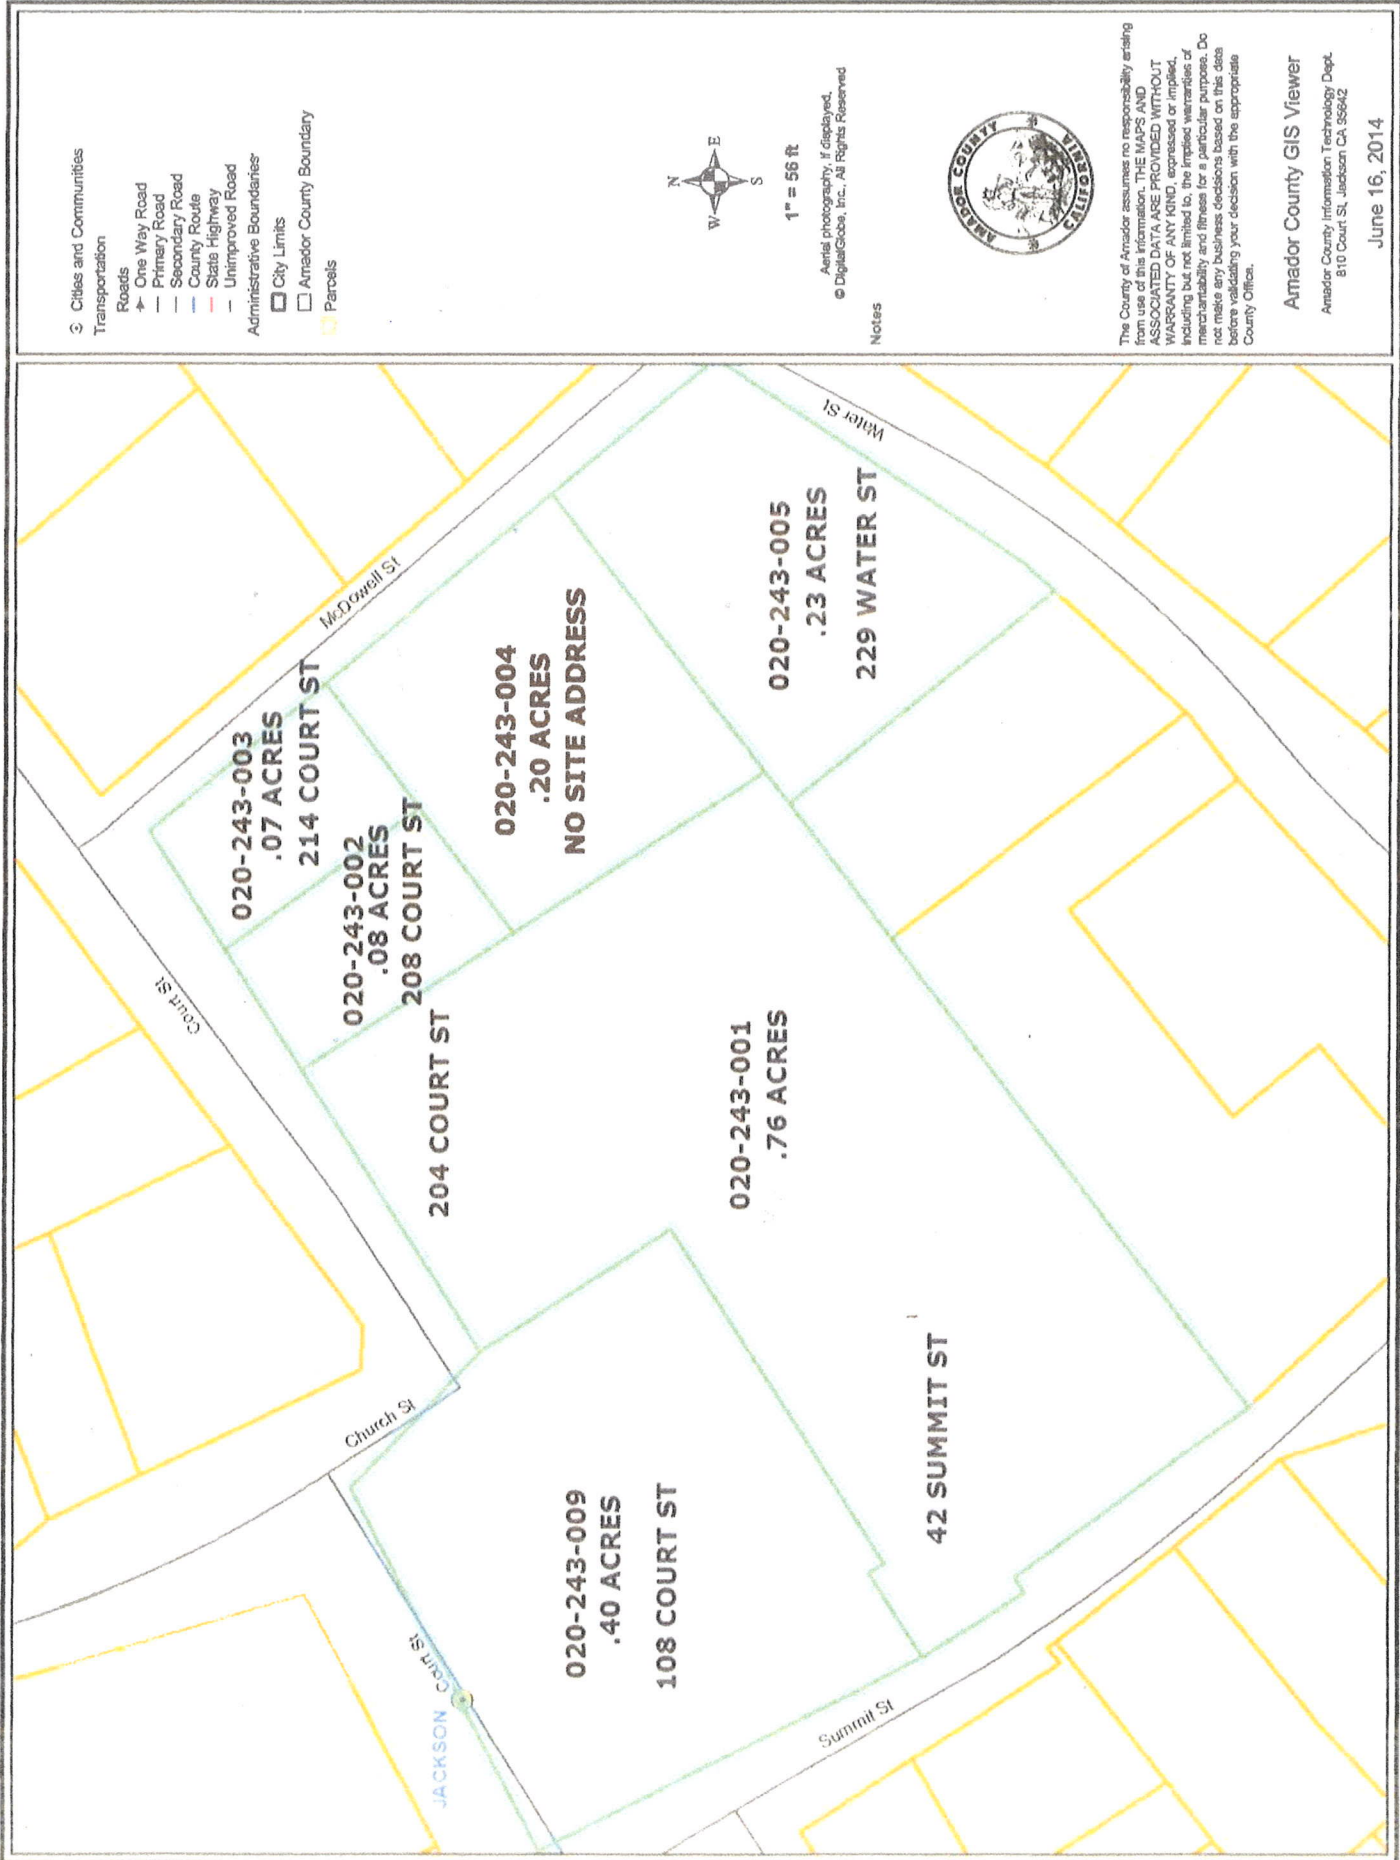 Cities and Communities
Transportation
Roads
One Way Road
Primary Road
Secondary Road
County Route
State Highway
Unimproved Road
Administrative Boundaries
City Limits
Amador County Boundary
Parcels
N
W
E
S
1" = 56 ft
Aerial photography, if displayed,
© DigitalGlobe, Inc., All Rights Reserved
Notes
AMADOR COUNTY
CALIFORNIA
The County of Amador assumes no responsibility arising
from use of this information. THE MAPS AND
ASSOCIATED DATA ARE PROVIDED WITHOUT
WARRANTY OF ANY KIND, expressed or implied,
including but not limited to, the implied warranties of
merchantability and fitness for a particular purpose. Do
not make any business decisions based on this data
before validating your decision with the appropriate
County Office.
Amador County GIS Viewer
Amador County Information Technology Dept.
810 Court St, Jackson CA 95642
June 16, 2014
McDowell St
Court St
Church St
Court St
JACKSON
Summit St
Water St
020-243-003
.07 ACRES
214 COURT ST
020-243-002
.08 ACRES
208 COURT ST
204 COURT ST
020-243-004
.20 ACRES
NO SITE ADDRESS
020-243-005
.23 ACRES
229 WATER ST
020-243-001
.76 ACRES
42 SUMMIT ST
020-243-009
.40 ACRES
108 COURT ST